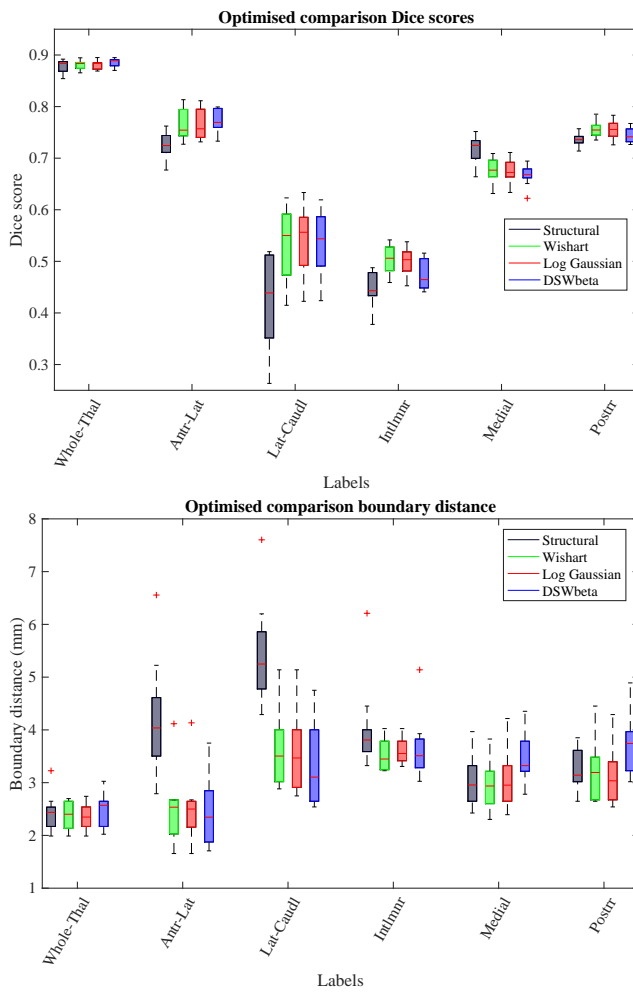 Optimised comparison Dice scores
0.9
0.8
0.7
0.6
0.5
0.4
0.3
Dice score
Structural
Wishart
Log Gaussian
DSWbeta
Whole-Thal
Antr-Lat
Lat-Caudl
Intlmnr
Medial
Postrr
Labels
Optimised comparison boundary distance
8
7
6
5
4
3
2
1
Boundary distance (mm)
Structural
Wishart
Log Gaussian
DSWbeta
Whole-Thal
Antr-Lat
Lat-Caudl
Intlmnr
Medial
Postrr
Labels